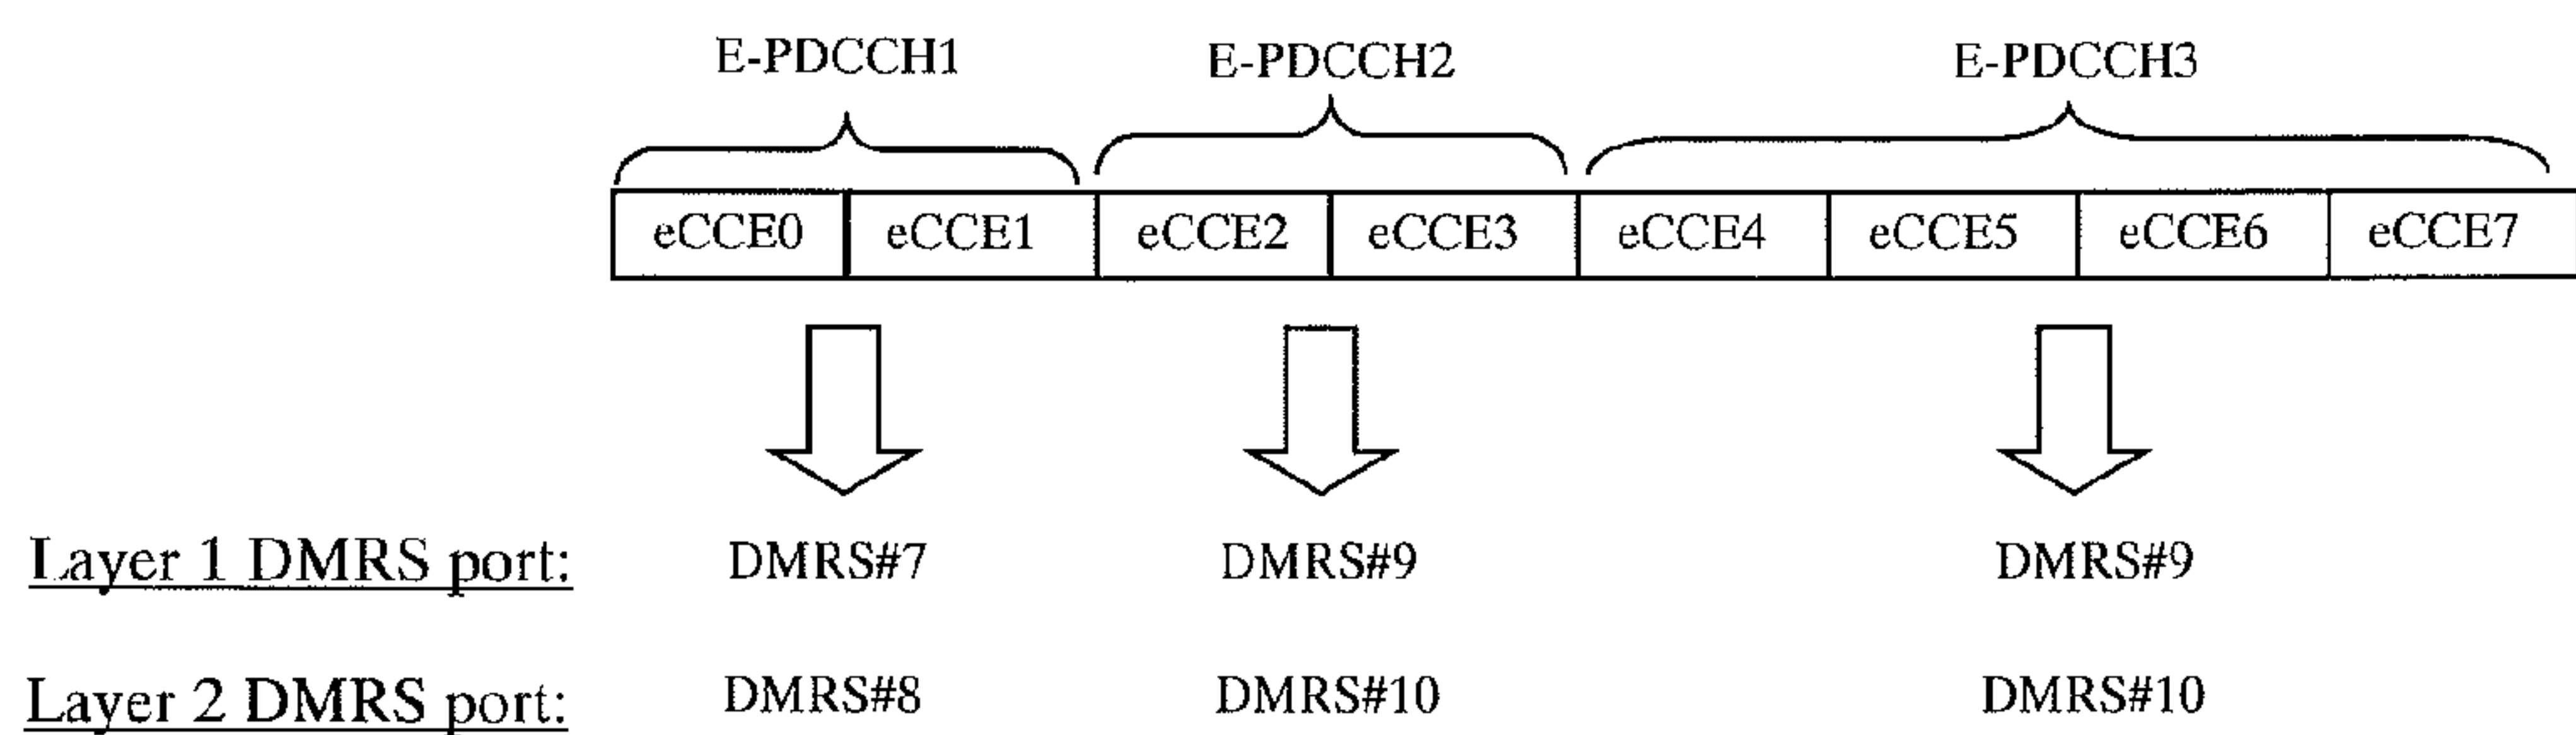 E-PDCCH1 E-PDCCH2 E-PDCCH3
eCCE0 eCCE1 eCCE2 eCCE3 eCCE4 eCCE5 eCCE6 eCCE7
Layer 1 DMRS port: DMRS#7 DMRS#9 DMRS#9
Layer 2 DMRS port: DMRS#8 DMRS#10 DMRS#10